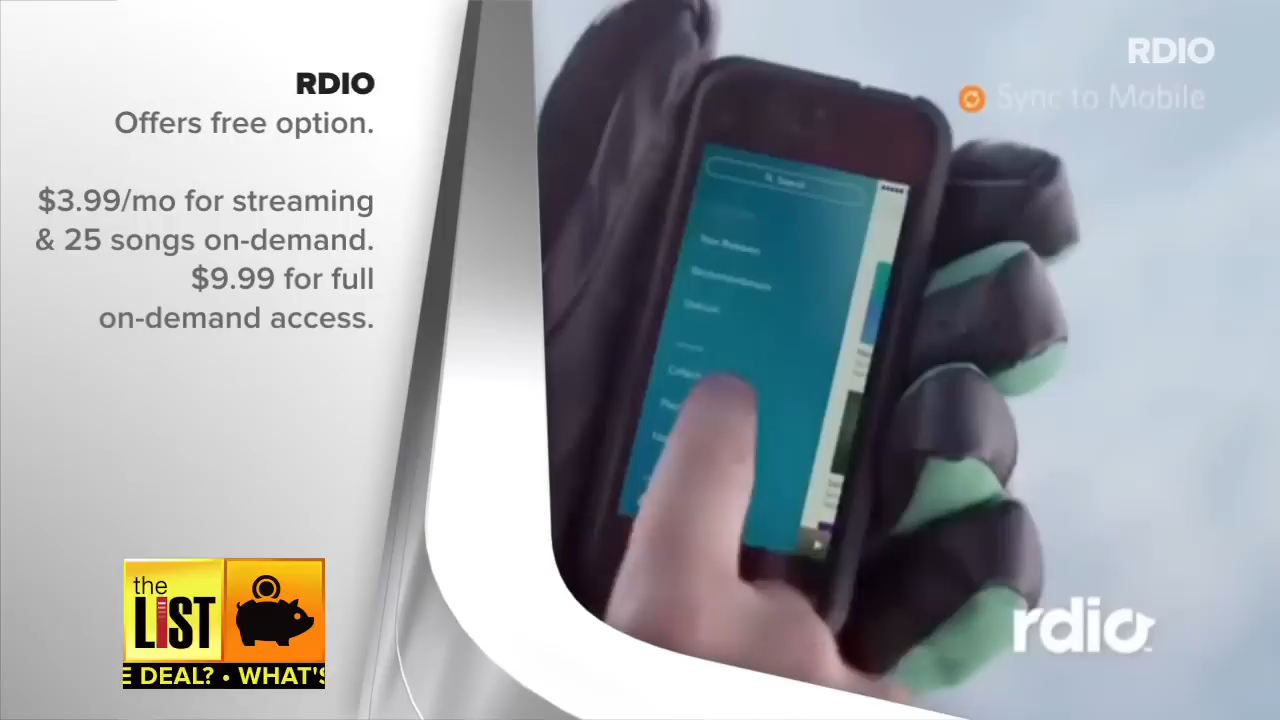 RDIO
Offers free option.
$3.99/mo for streaming
& 25 songs on-demand.
$9.99 for full
on-demand access.
RDIO
Sync to Mobile
Search
rdio
the
LIST
E DEAL? • WHAT'S